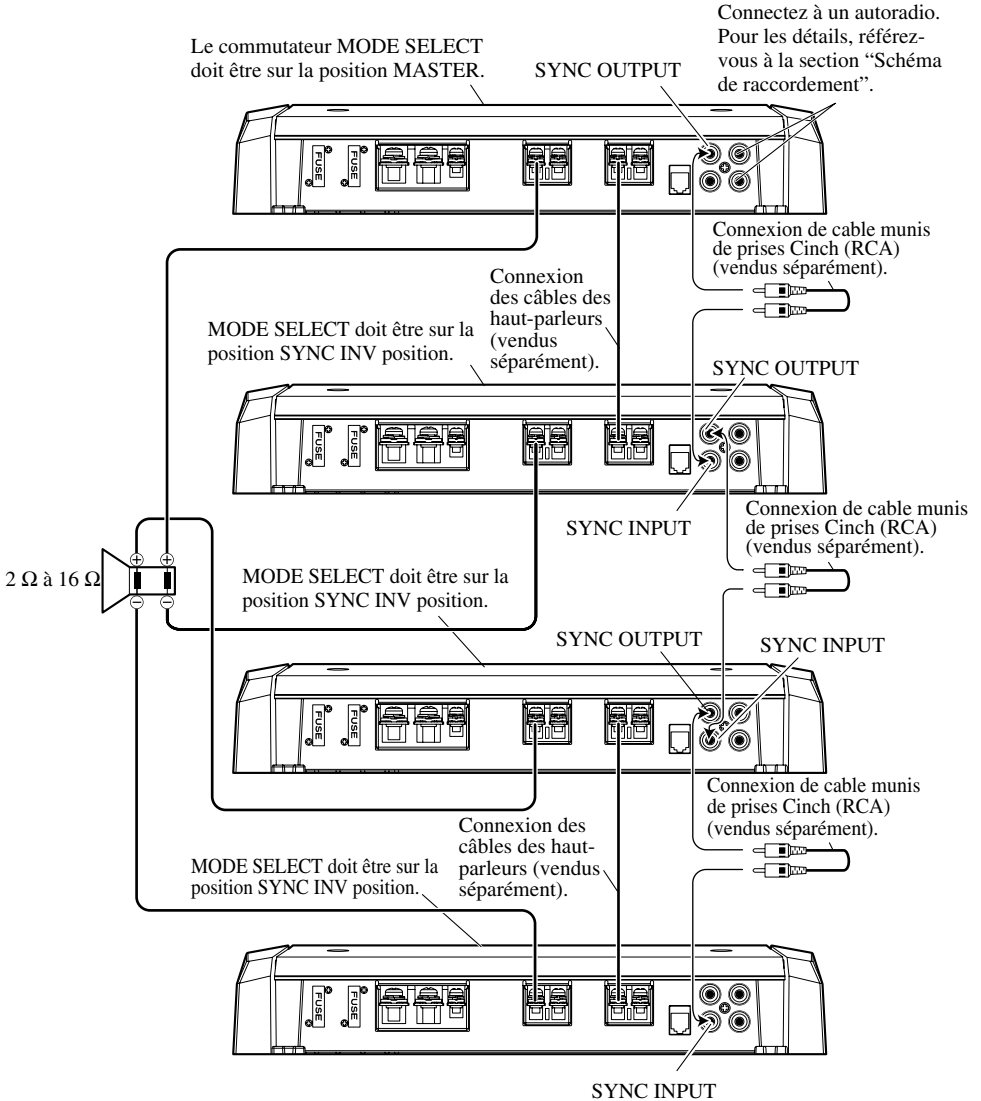 Connectez à un autoradio.
Pour les détails, référez-
vous à la section “Schéma
de raccordement”.
Le commutateur MODE SELECT
doit être sur la position MASTER.
SYNC OUTPUT
FUSE
FUSE
Connexion de cable munis
de prises Cinch (RCA)
(vendus séparément).
Connexion
des câbles des
haut-parleurs
(vendus
séparément).
MODE SELECT doit être sur la
position SYNC INV position.
SYNC OUTPUT
FUSE
FUSE
SYNC INPUT
Connexion de cable munis
de prises Cinch (RCA)
(vendus séparément).
2 Ω à 16 Ω
+
+
−
−
MODE SELECT doit être sur la
position SYNC INV position.
SYNC OUTPUT
SYNC INPUT
FUSE
FUSE
Connexion de cable munis
de prises Cinch (RCA)
(vendus séparément).
Connexion des
câbles des haut-
parleurs (vendus
séparément).
MODE SELECT doit être sur la
position SYNC INV position.
FUSE
FUSE
SYNC INPUT